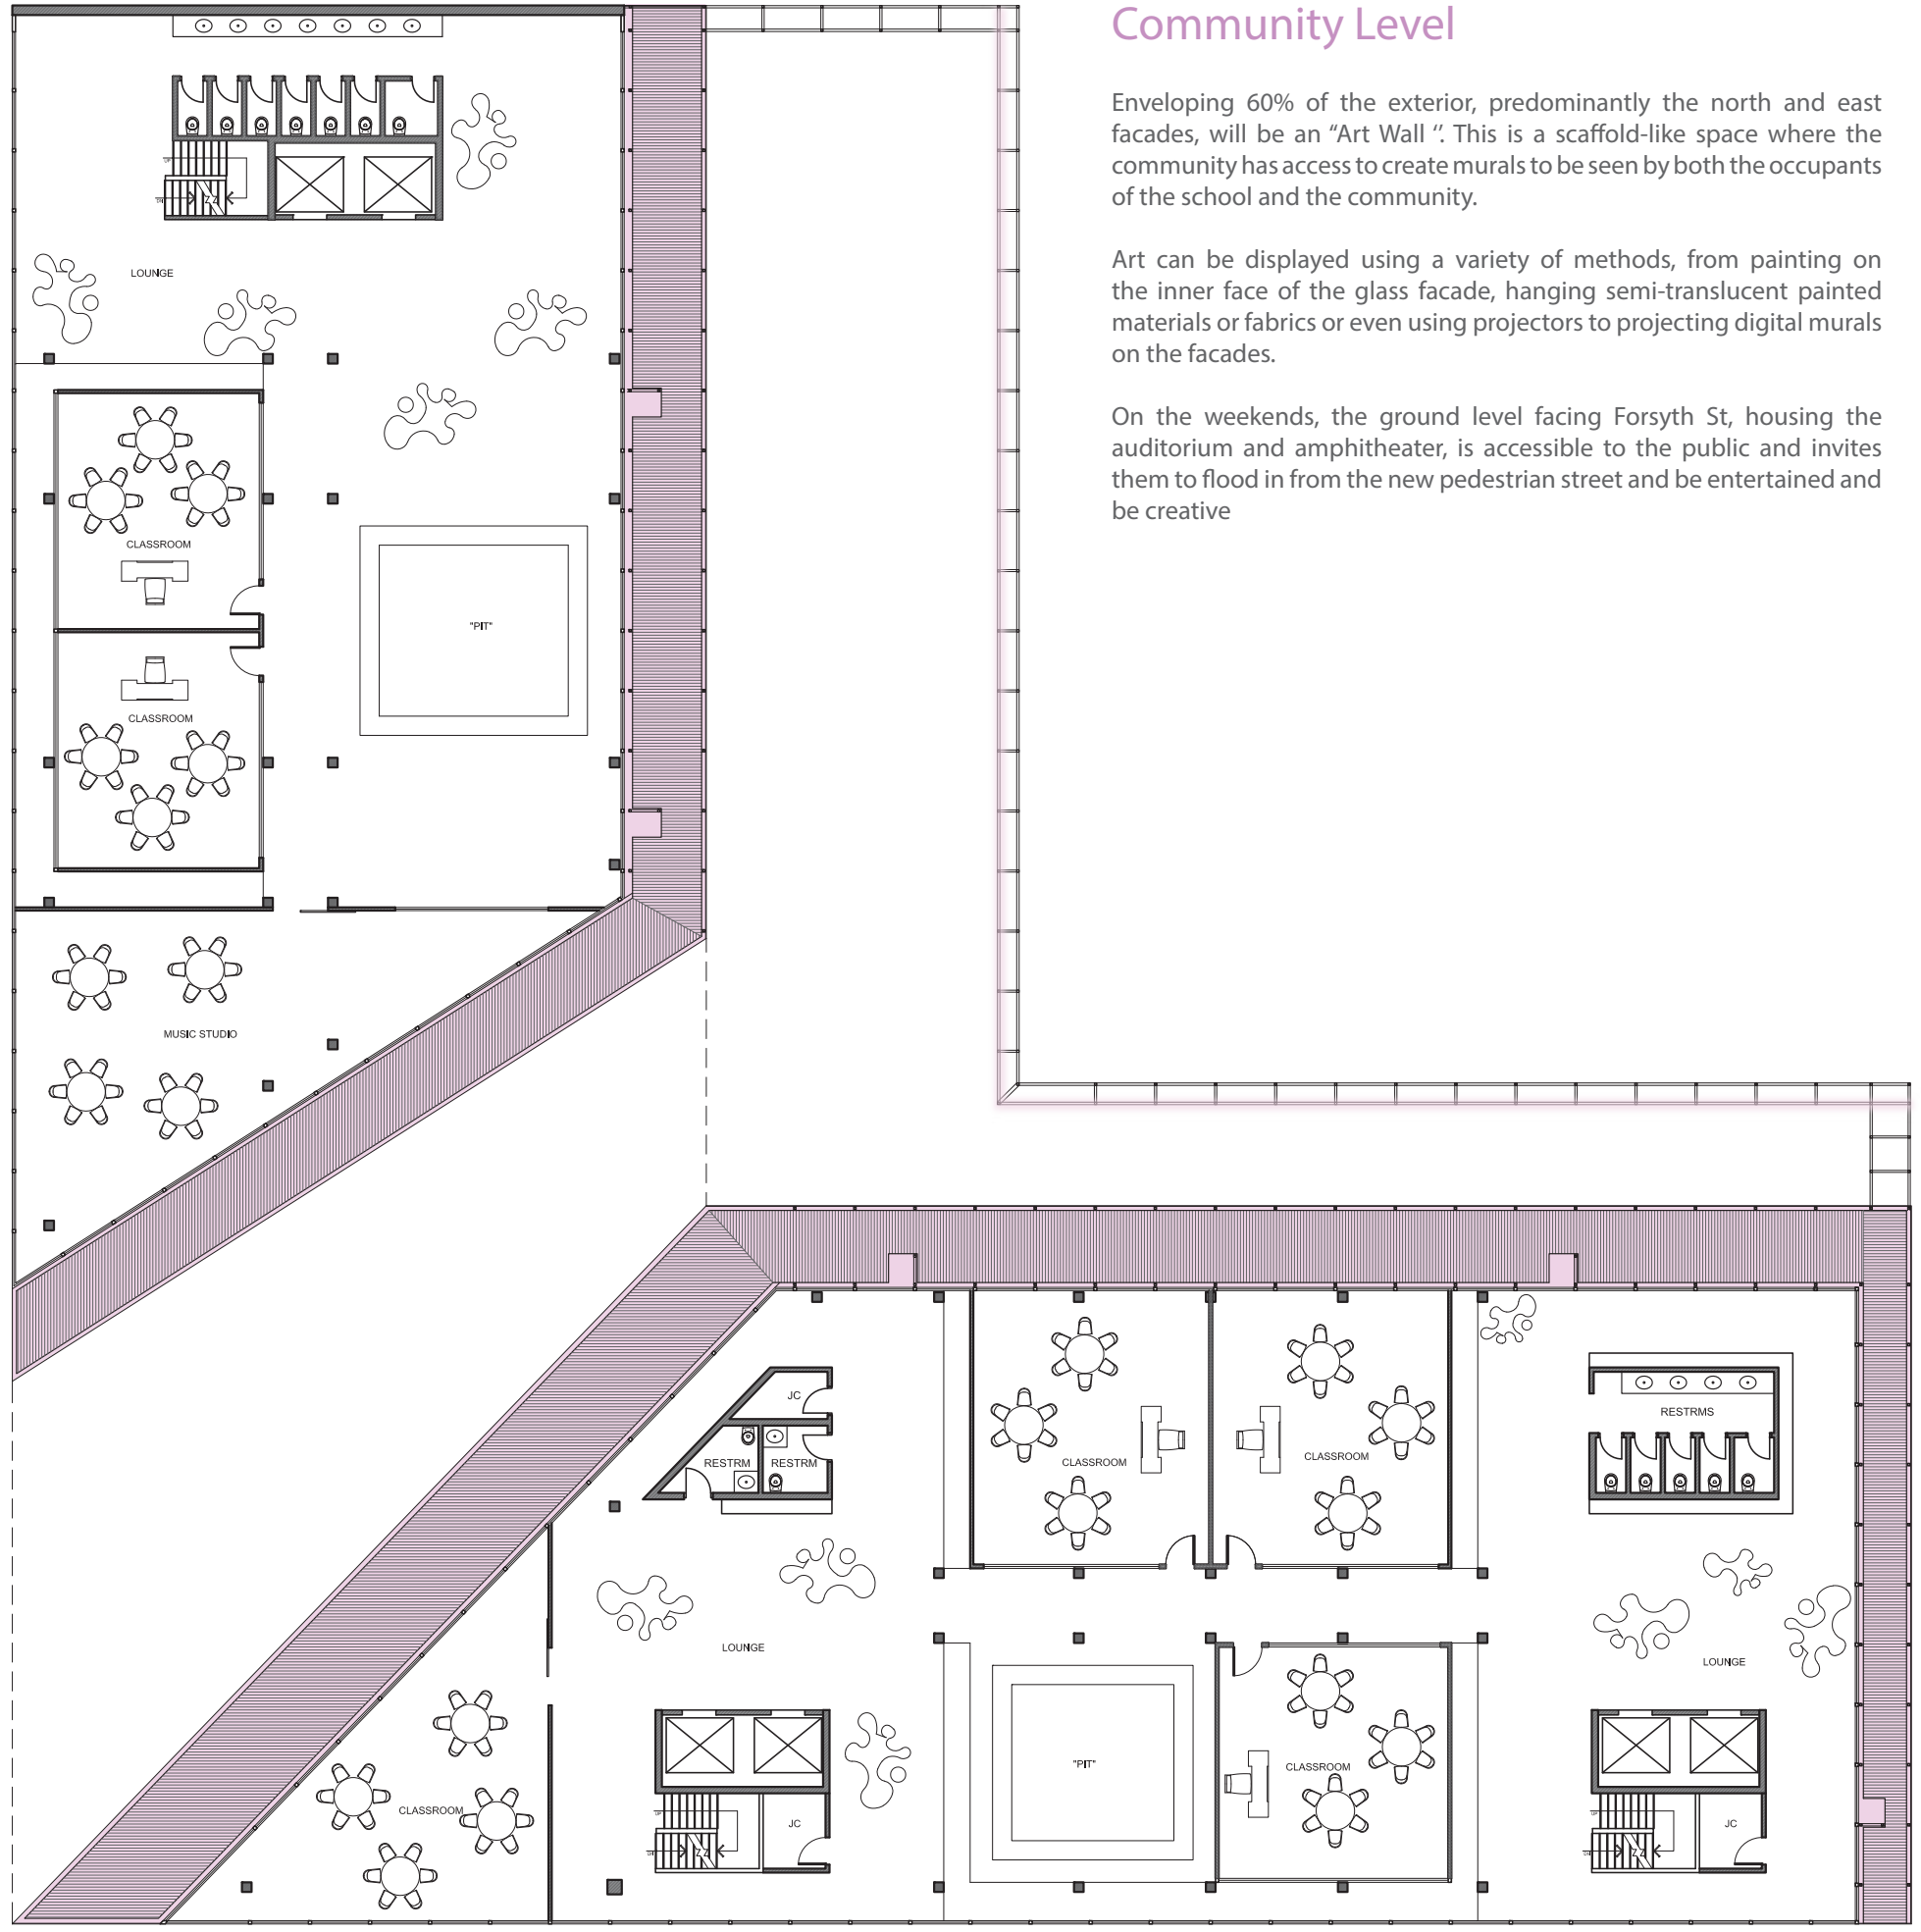 Community Level
Enveloping 60% of the exterior, predominantly the north and east
facades, will be an “Art Wall “. This is a scaffold-like space where the
community has access to create murals to be seen by both the occupants
of the school and the community.
Art can be displayed using a variety of methods, from painting on
the inner face of the glass facade, hanging semi-translucent painted
materials or fabrics or even using projectors to projecting digital murals
on the facades.
On the weekends, the ground level facing Forsyth St, housing the
auditorium and amphitheater, is accessible to the public and invites
them to flood in from the new pedestrian street and be entertained and
be creative
LOUNGE
CLASSROOM
"PIT"
CLASSROOM
MUSIC STUDIO
JC
RESTRM
RESTRM
CLASSROOM
CLASSROOM
RESTRMS
LOUNGE
LOUNGE
"PIT"
CLASSROOM
CLASSROOM
JC
JC